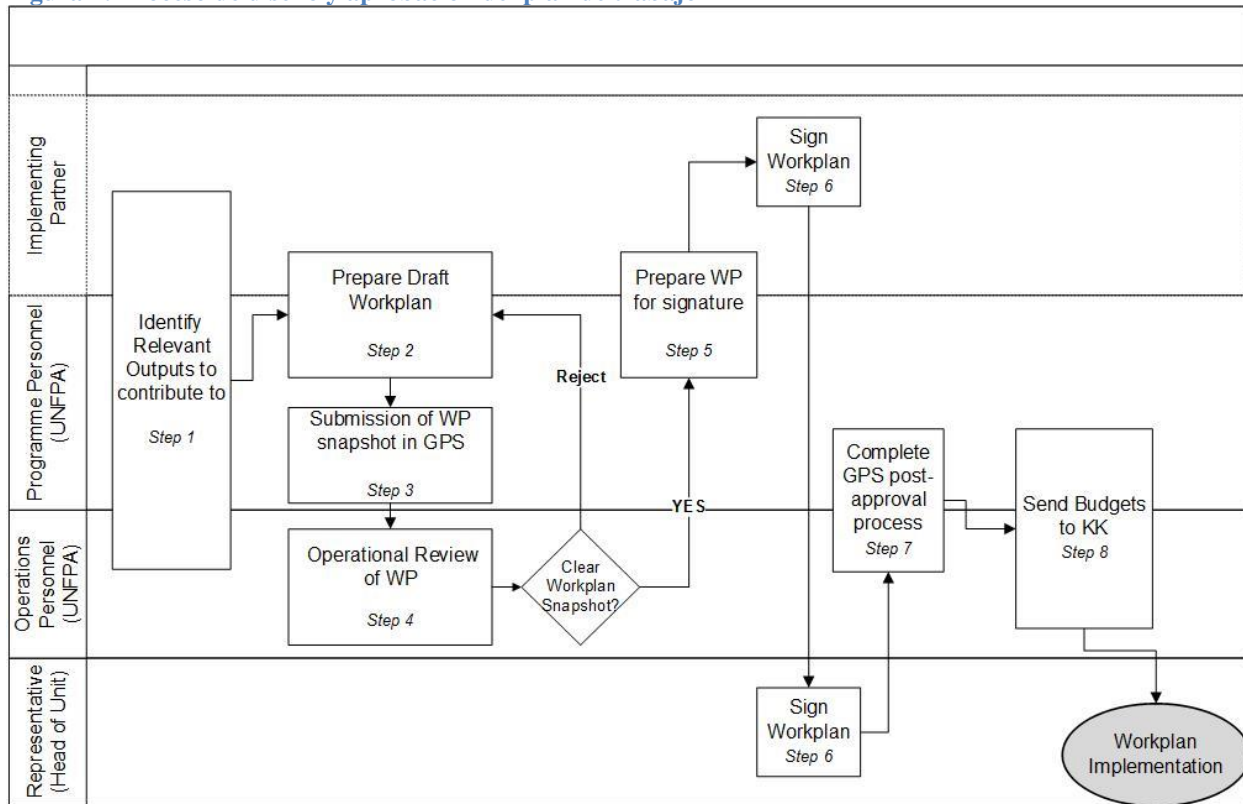 Implementing
Partner
Programme Personnel
(UNFPA)
Operations
Personnel
(UNFPA)
Representative
(Head of Unit)
Identify
Relevant
Outputs to
contribute to
Step 1
Prepare Draft
Workplan
Step 2
Submission of WP
snapshot in GPS
Step 3
Operational Review
of WP
Step 4
Clear
Workplan
Snapshot?
Reject
YES
Prepare WP
for signature
Step 5
Sign
Workplan
Step 6
Sign
Workplan
Step 6
Complete
GPS post-
approval
process
Step 7
Send Budgets
to KK
Step 8
Workplan
Implementation